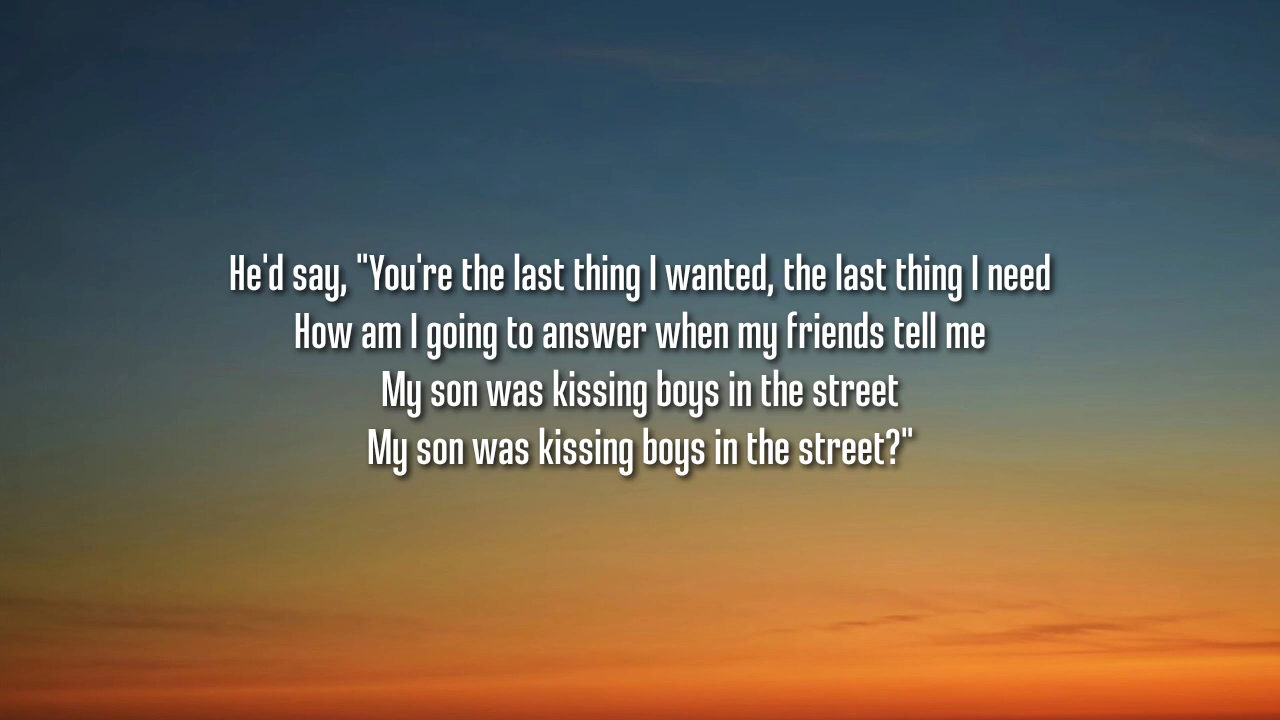 He'd say, "You're the last thing I wanted, the last thing I need
How am I going to answer when my friends tell me
My son was kissing boys in the street
My son was kissing boys in the street?"